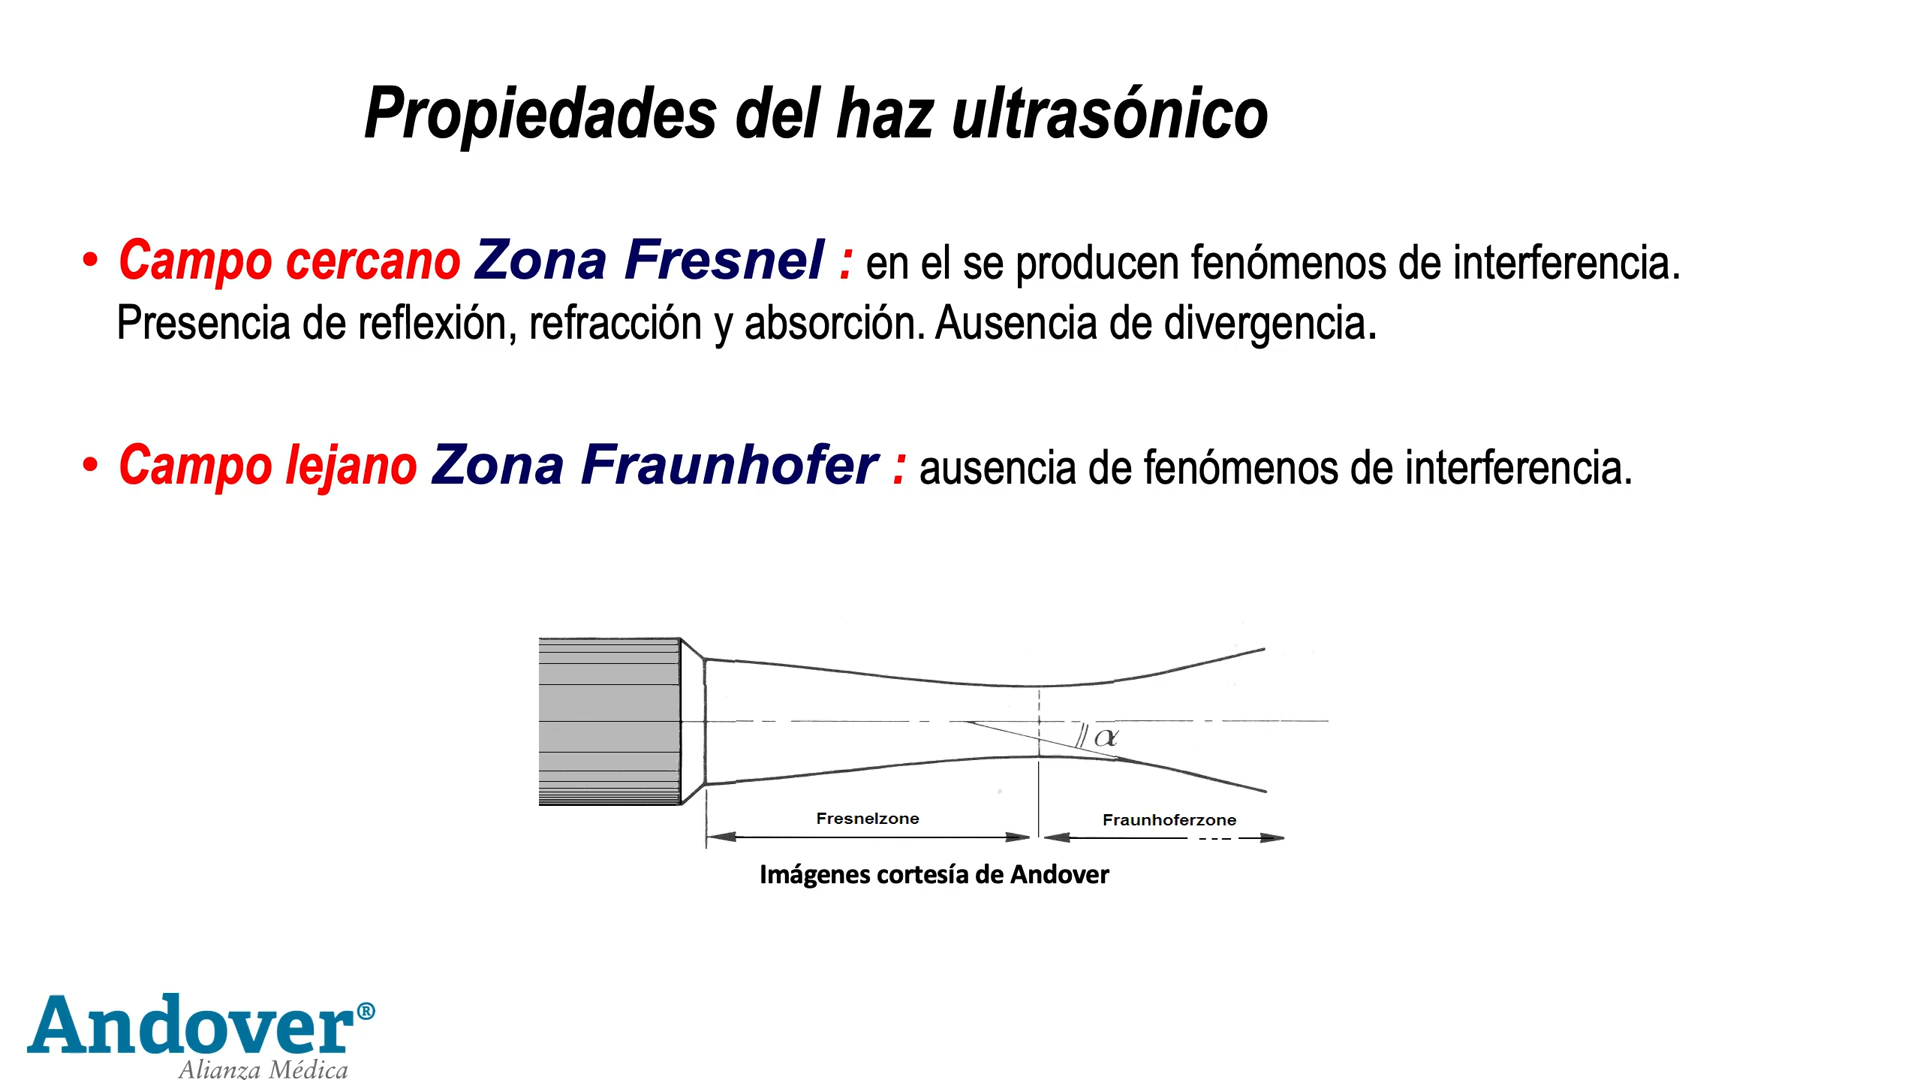 Propiedades del haz ultrasónico
• Campo cercano Zona Fresnel : en el se producen fenómenos de interferencia.
Presencia de reflexión, refracción y absorción. Ausencia de divergencia.
• Campo lejano Zona Fraunhofer : ausencia de fenómenos de interferencia.
α
Fresnelzone
Fraunhoferzone
Imágenes cortesía de Andover
Andover®
Alianza Médica